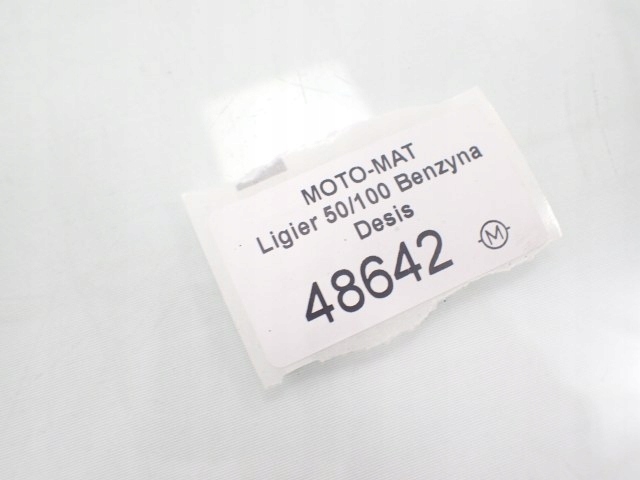 MOTO-MAT
Ligier 50/100 Benzyna
Desis
48642
M